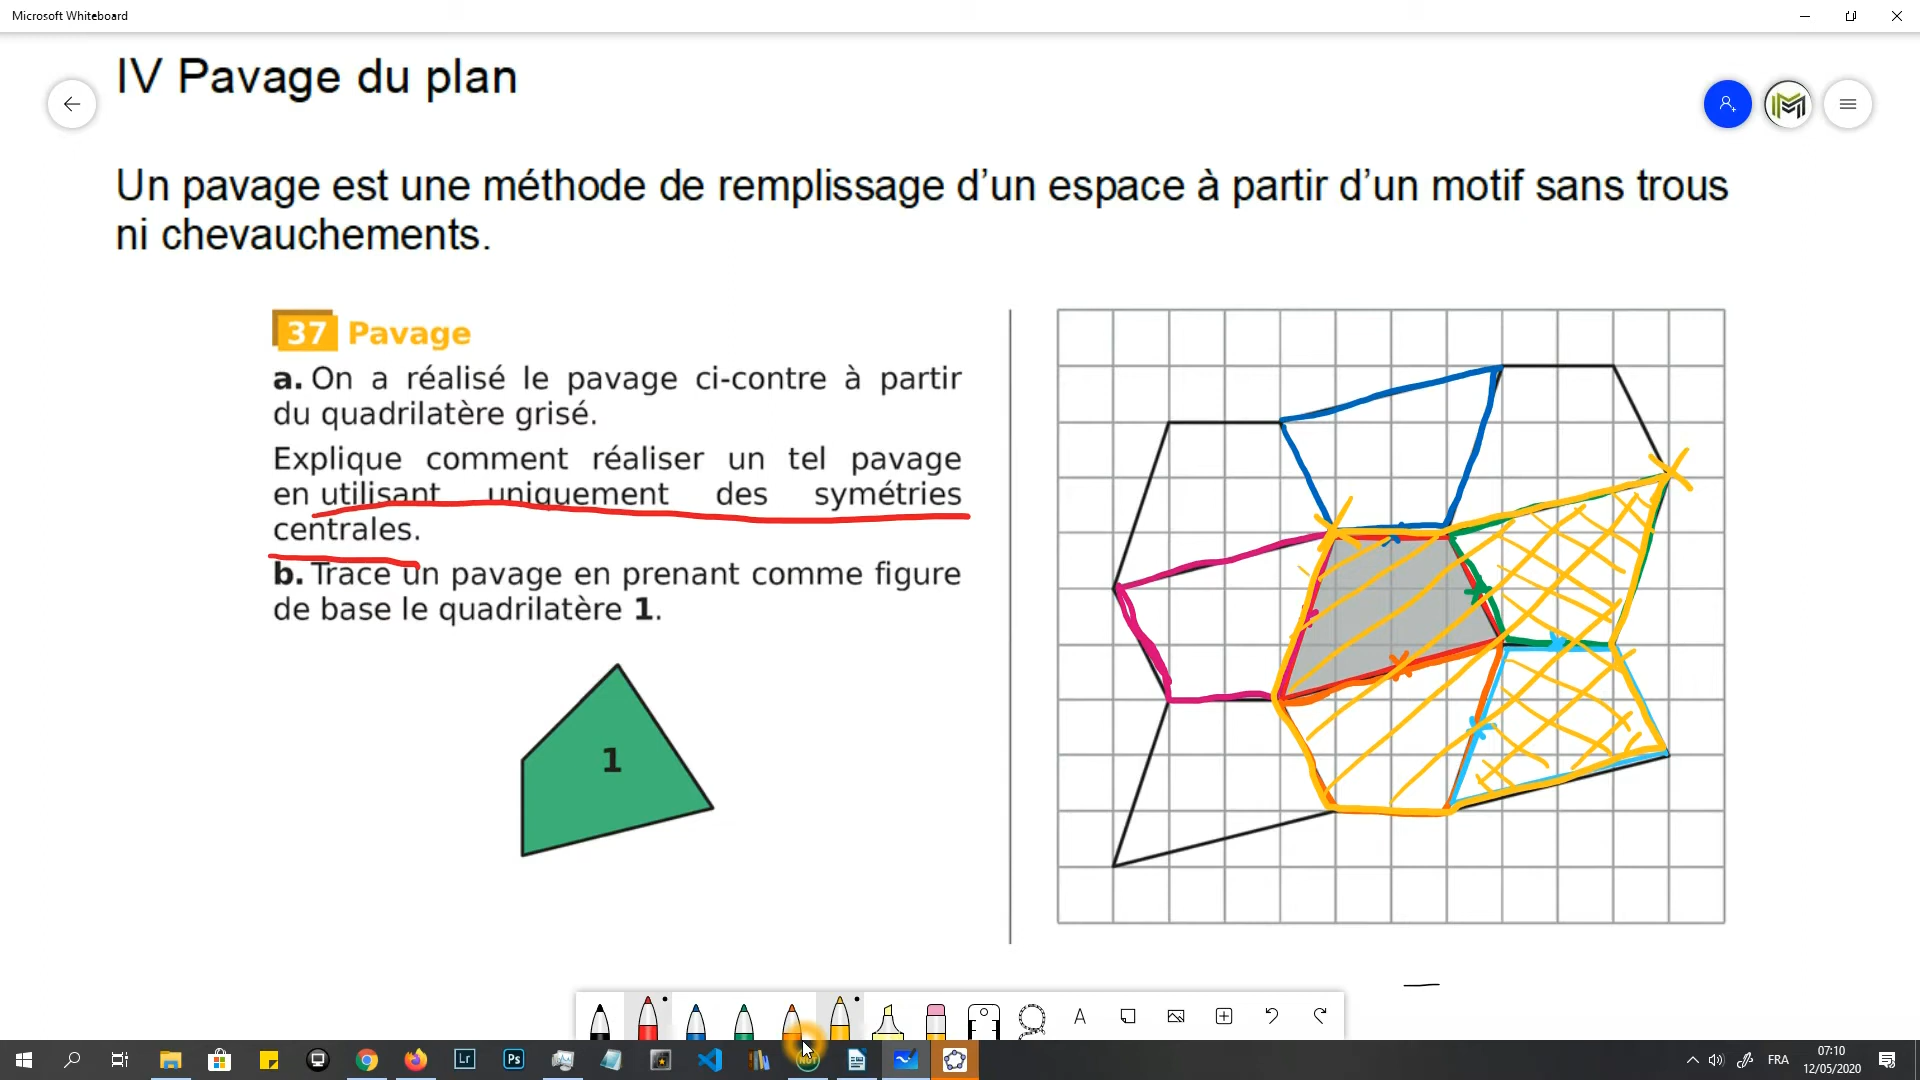 Microsoft Whiteboard
IV Pavage du plan
Un pavage est une méthode de remplissage d’un espace à partir d’un motif sans trous
ni chevauchements.
37 Pavage
a. On a réalisé le pavage ci-contre à partir
du quadrilatère grisé.
Explique comment réaliser un tel pavage
en utilisant uniquement des symétries
centrales.
b. Trace un pavage en prenant comme figure
de base le quadrilatère 1.
1
A
Lr
Ps
FRA
07:10
12/05/2020